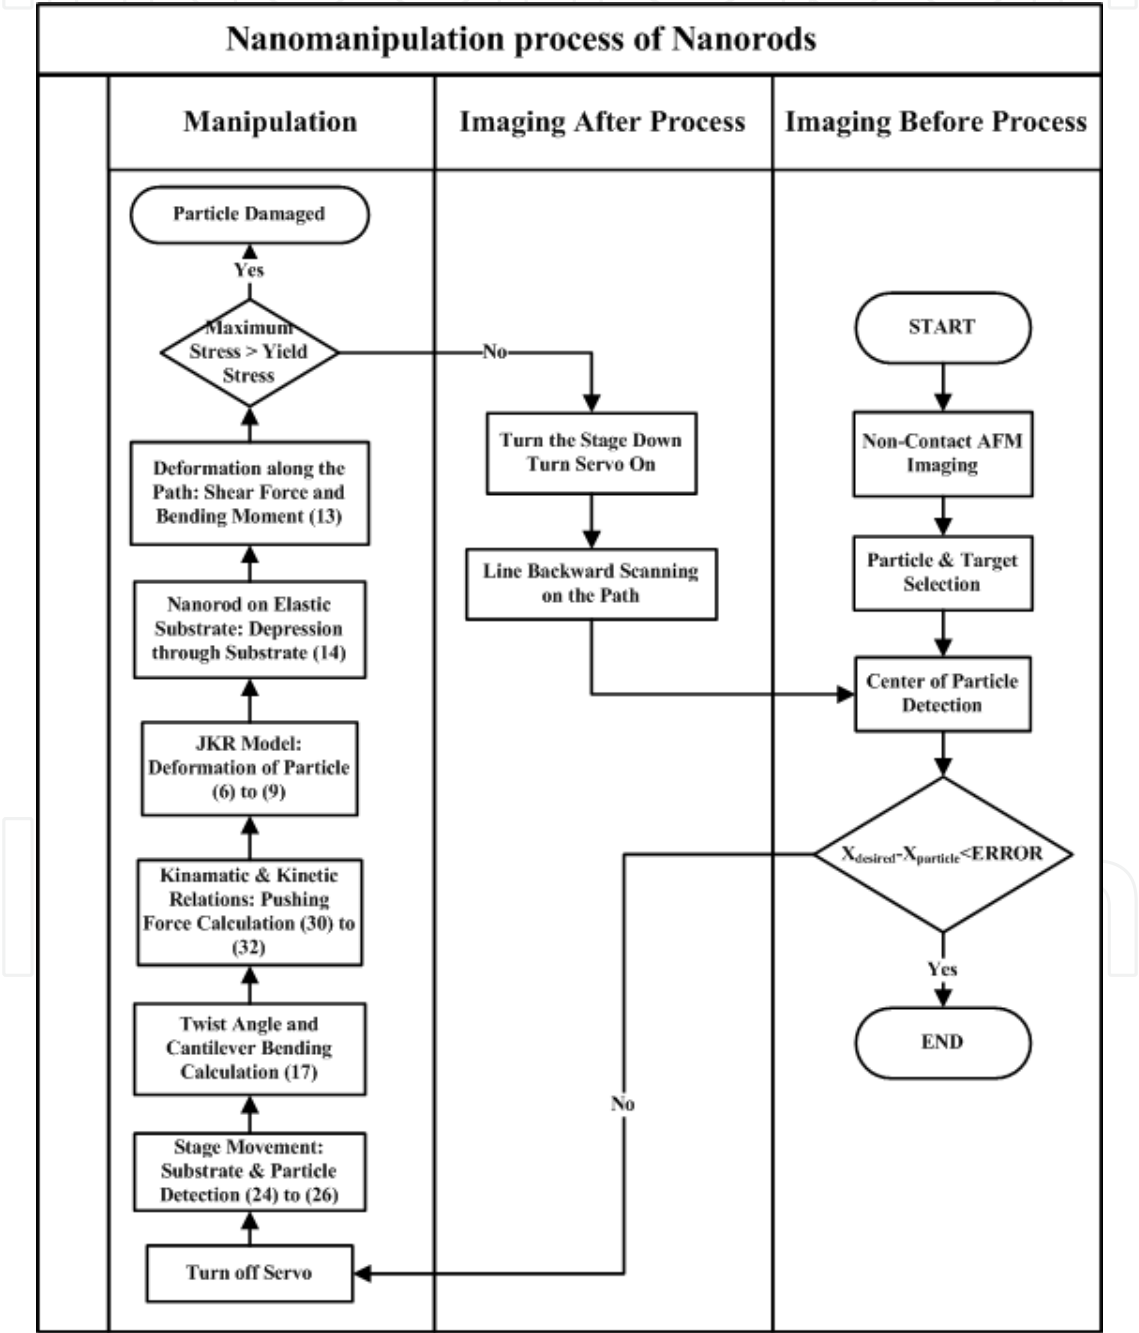 Nanomanipulation process of Nanorods
Manipulation
Imaging After Process
Imaging Before Process
Particle Damaged
Yes
Maximum
Stress > Yield
Stress
Deformation along the
Path: Shear Force and
Bending Moment (13)
Nanorod on Elastic
Substrate: Depression
through Substrate (14)
JKR Model:
Deformation of Particle
(6) to (9)
Kinamatic & Kinetic
Relations: Pushing
Force Calculation (30) to
(32)
Twist Angle and
Cantilever Bending
Calculation (17)
Stage Movement:
Substrate & Particle
Detection (24) to (26)
Turn off Servo
No
Turn the Stage Down
Turn Servo On
Line Backward Scanning
on the Path
No
START
Non-Contact AFM
Imaging
Particle & Target
Selection
Center of Particle
Detection
Xdesired-Xparticle<ERROR
Yes
END